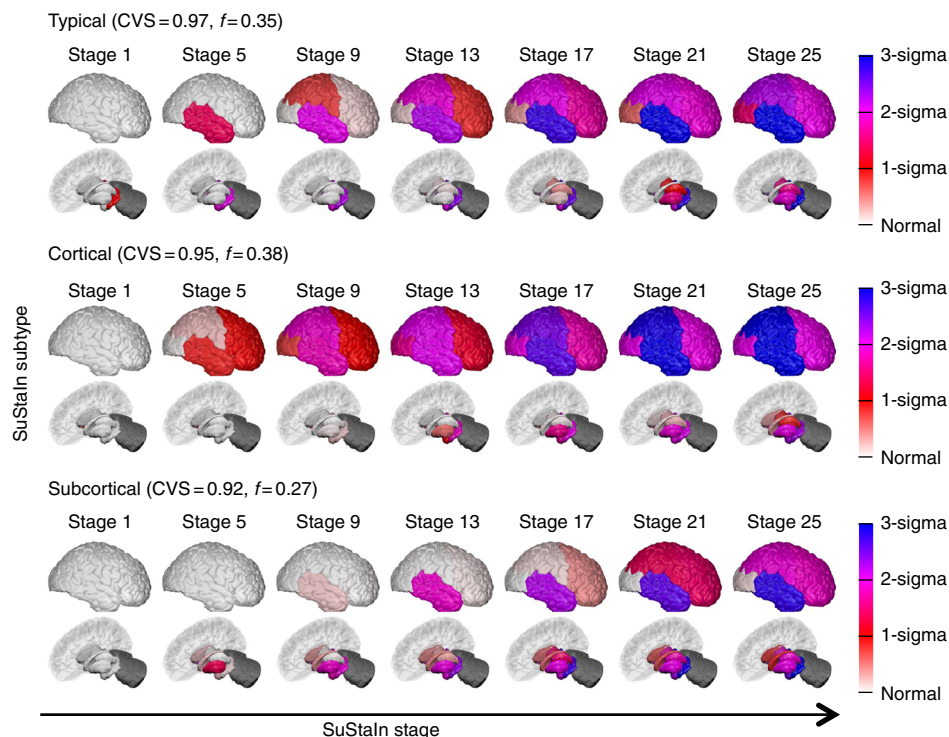 Typical (CVS=0.97, f=0.35)
Stage 1 Stage 5 Stage 9 Stage 13 Stage 17 Stage 21 Stage 25
3-sigma
2-sigma
1-sigma
Normal
Cortical (CVS=0.95, f=0.38)
Stage 1 Stage 5 Stage 9 Stage 13 Stage 17 Stage 21 Stage 25
3-sigma
2-sigma
1-sigma
Normal
SuStaIn subtype
Subcortical (CVS=0.92, f=0.27)
Stage 1 Stage 5 Stage 9 Stage 13 Stage 17 Stage 21 Stage 25
3-sigma
2-sigma
1-sigma
Normal
SuStaIn stage